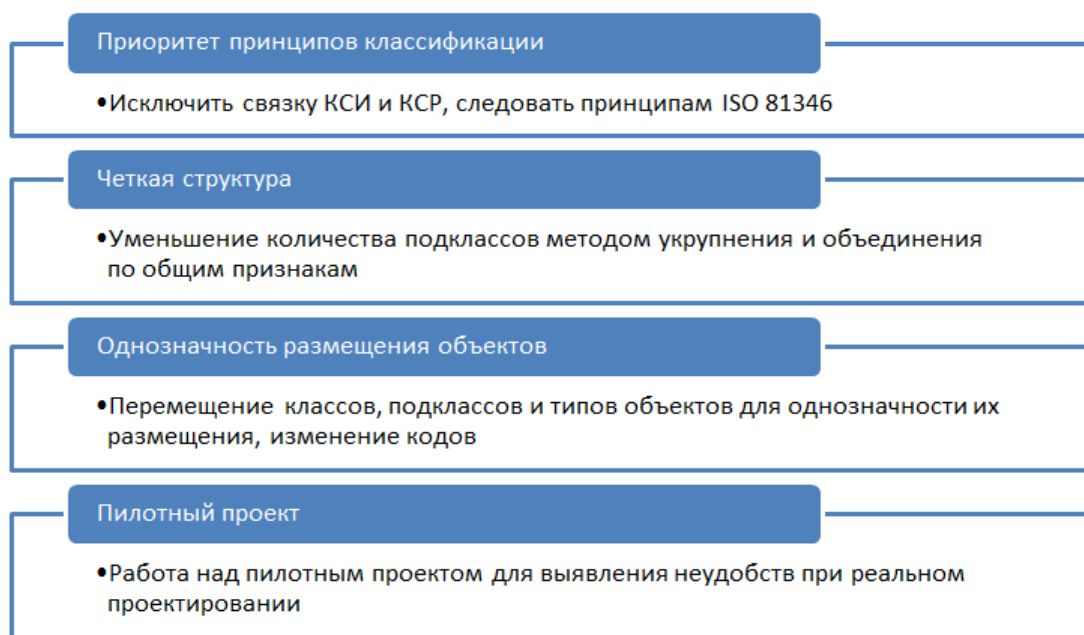 Приоритет принципов классификации
•Исключить связку КСИ и КСР, следовать принципам ISO 81346
Четкая структура
•Уменьшение количества подклассов методом укрупнения и объединения
по общим признакам
Однозначность размещения объектов
•Перемещение классов, подклассов и типов объектов для однозначности их
размещения, изменение кодов
Пилотный проект
•Работа над пилотным проектом для выявления неудобств при реальном
проектировании